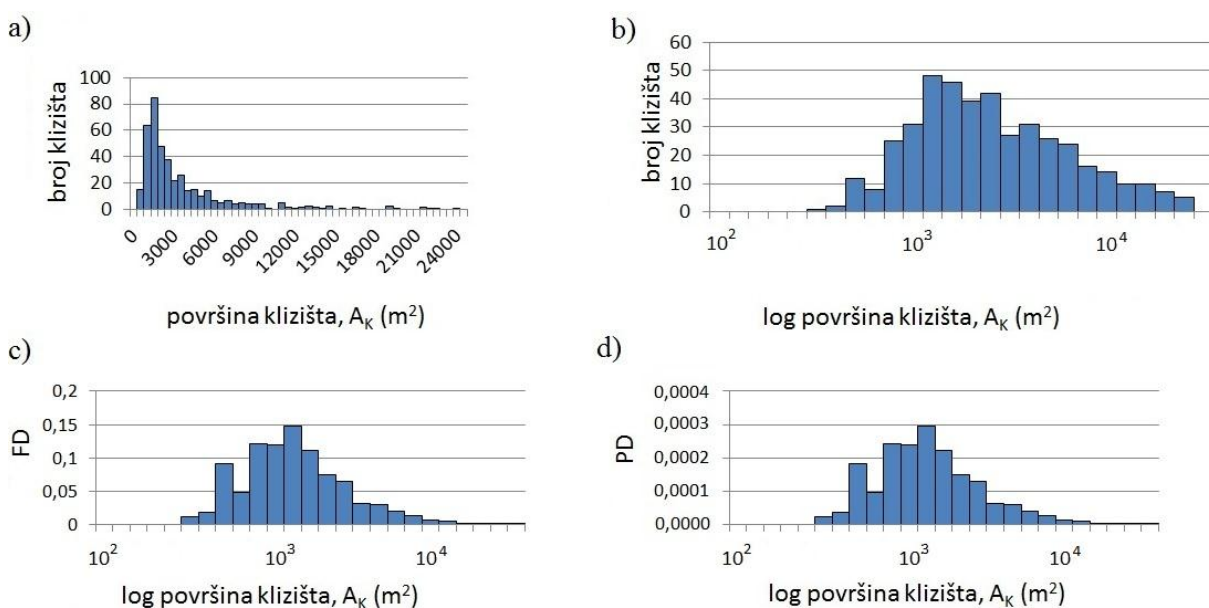 a)
100
80
60
40
20
0
broj klizišta
0
3000
6000
9000
12000
15000
18000
21000
24000
površina klizišta, A_K (m²)
b)
60
50
40
30
20
10
0
broj klizišta
10² 10³ 10⁴
log površina klizišta, A_K (m²)
c)
0,2
0,15
0,1
0,05
0
FD
10² 10³ 10⁴
log površina klizišta, A_K (m²)
d)
0,0004
0,0003
0,0002
0,0001
0,0000
PD
10² 10³ 10⁴
log površina klizišta, A_K (m²)